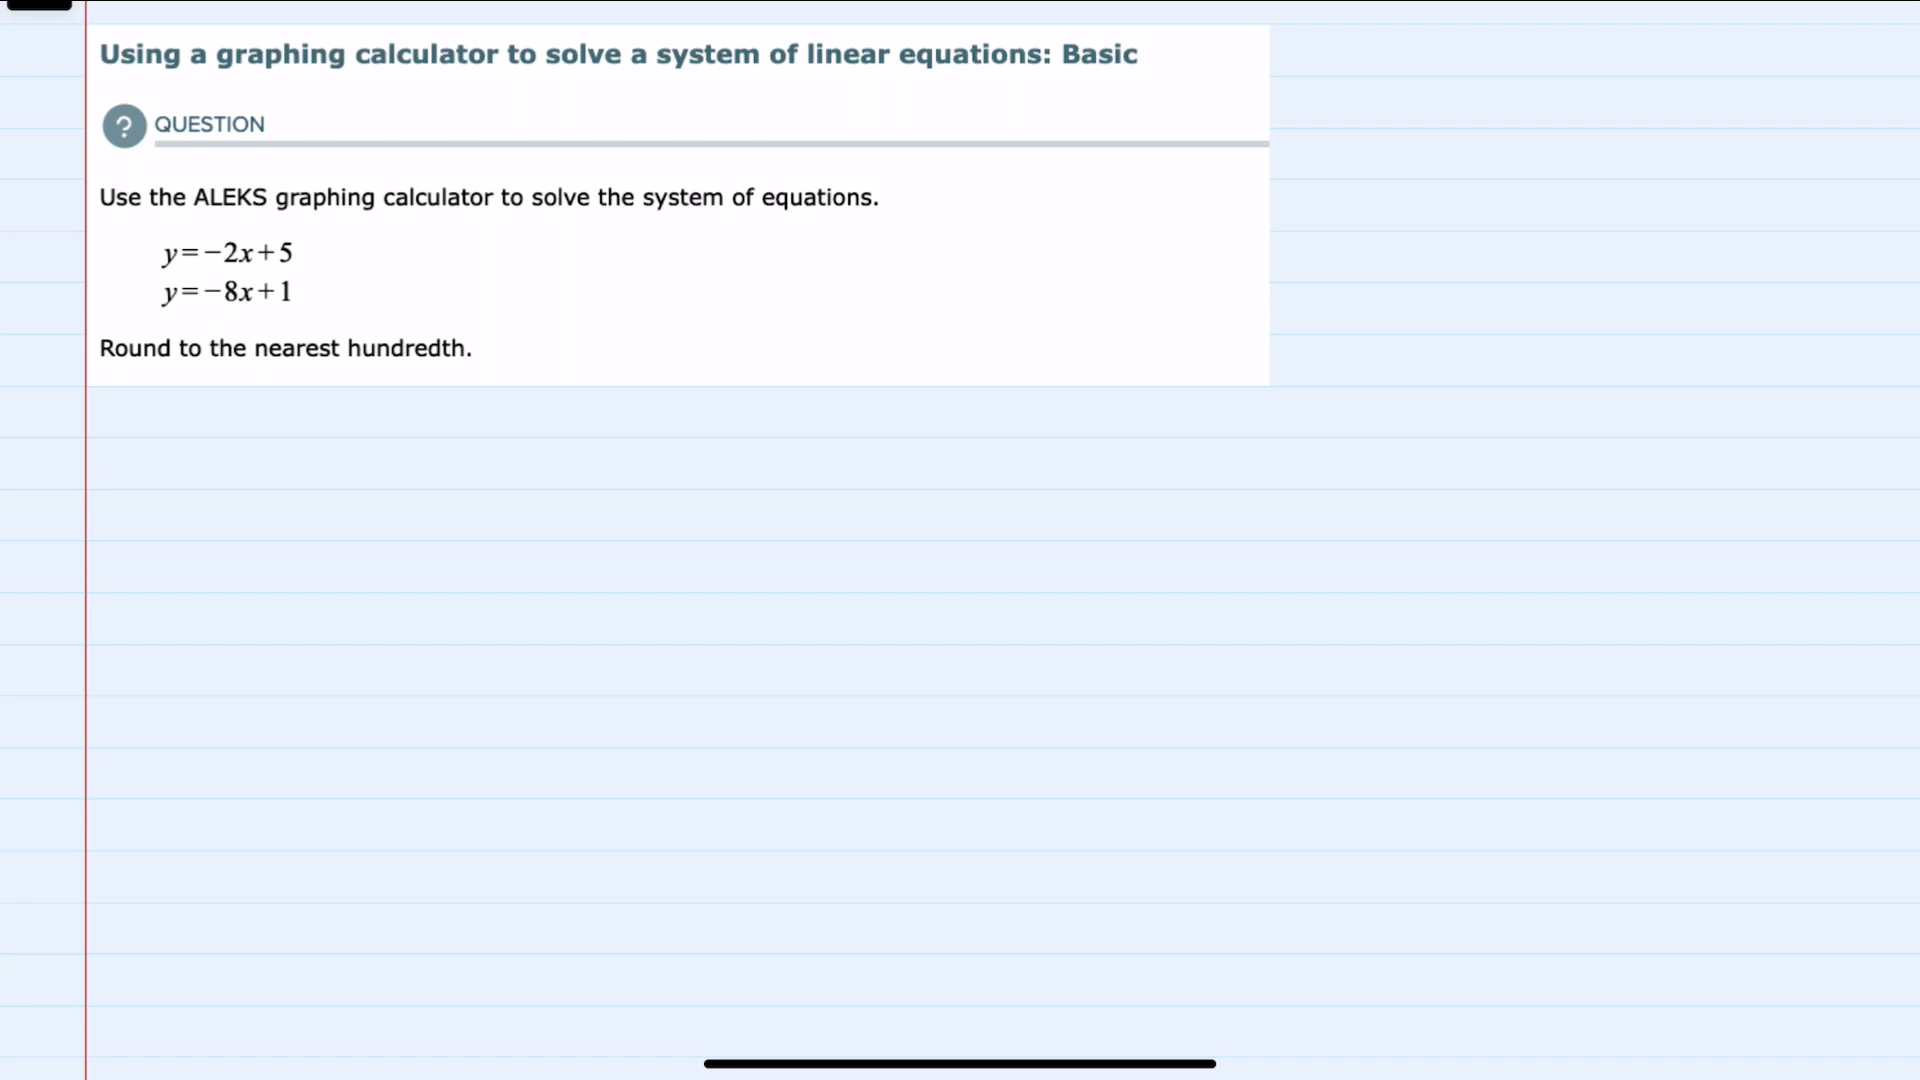 Using a graphing calculator to solve a system of linear equations: Basic
? QUESTION
Use the ALEKS graphing calculator to solve the system of equations.
y=−2x+5
y=−8x+1
Round to the nearest hundredth.